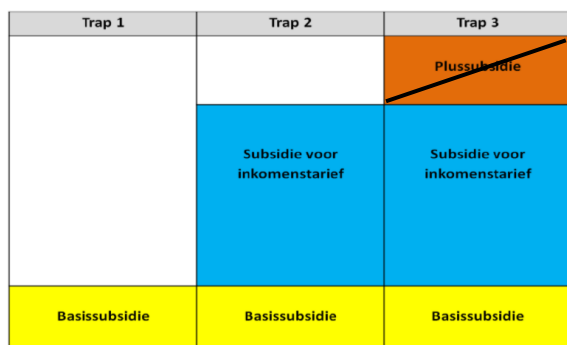 Trap 1
Trap 2
Trap 3
Plussubsidie
Subsidie voor
inkomenstarief
Subsidie voor
inkomenstarief
Basissubsidie
Basissubsidie
Basissubsidie